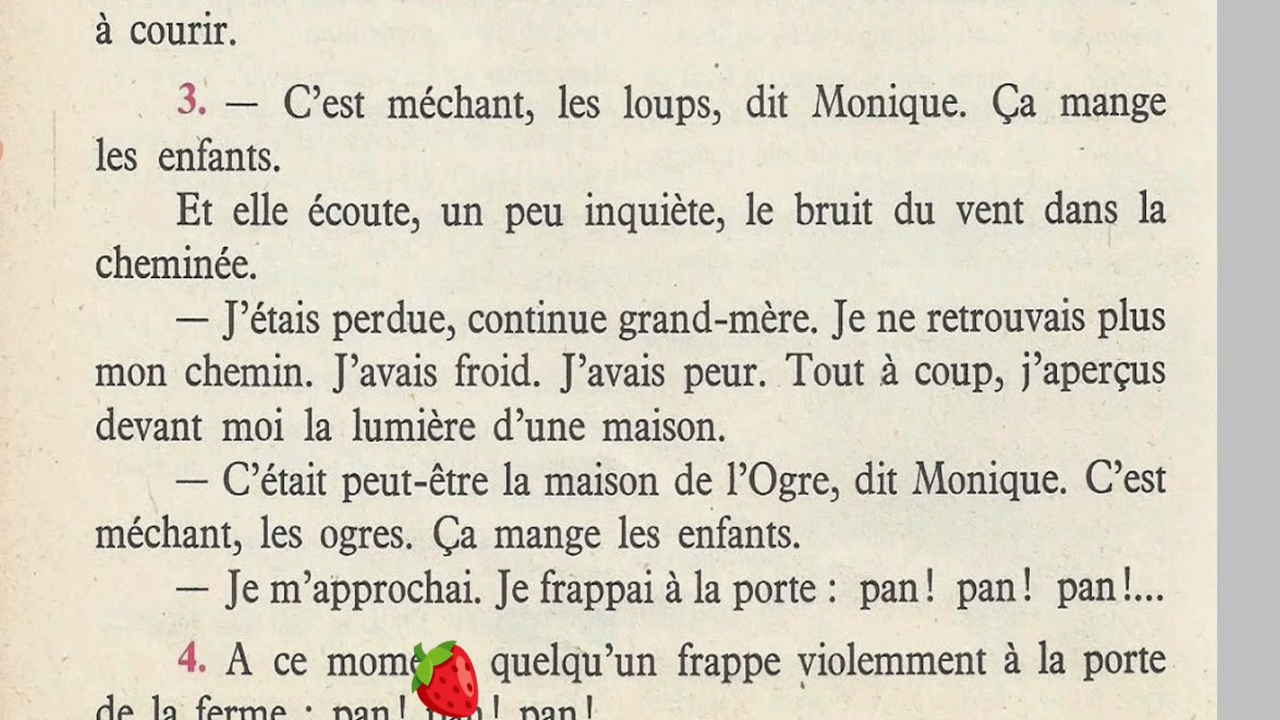 à courir.
3. — C'est méchant, les loups, dit Monique. Ça mange
les enfants.
Et elle écoute, un peu inquiète, le bruit du vent dans la
cheminée.
— J'étais perdue, continue grand-mère. Je ne retrouvais plus
mon chemin. J'avais froid. J'avais peur. Tout à coup, j'aperçus
devant moi la lumière d'une maison.
— C'était peut-être la maison de l'Ogre, dit Monique. C'est
méchant, les ogres. Ça mange les enfants.
— Je m'approchai. Je frappai à la porte : pan! pan! pan!...
4. A ce quelqu'un frappe violemment à la porte
de la ferme : pan! pan!